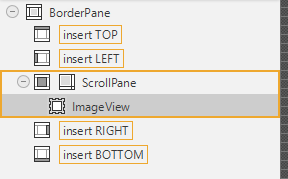 BorderPane
insert TOP
insert LEFT
ScrollPane
ImageView
insert RIGHT
insert BOTTOM